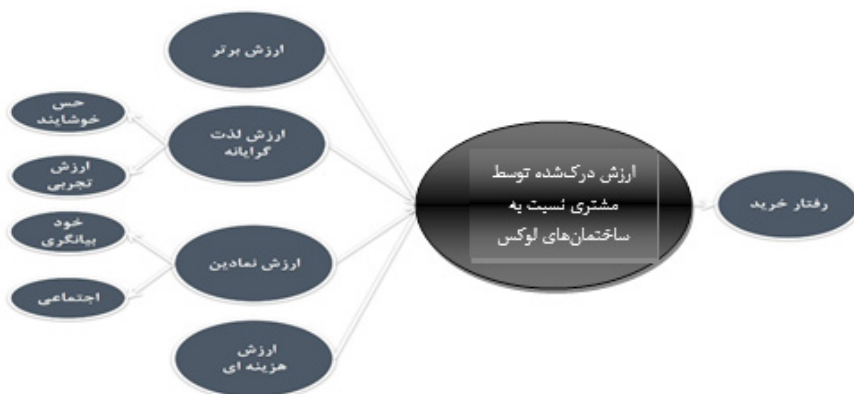 ارزش برتر
حس
خوشایند
ارزش لذت
گرایانه
ارزش
تجربی
ارزش درک‌شده توسط
مشتری نسبت به
ساختمان‌های لوکس
رفتار خرید
خود
بیانگری
ارزش نمادین
اجتماعی
ارزش
هزینه ای